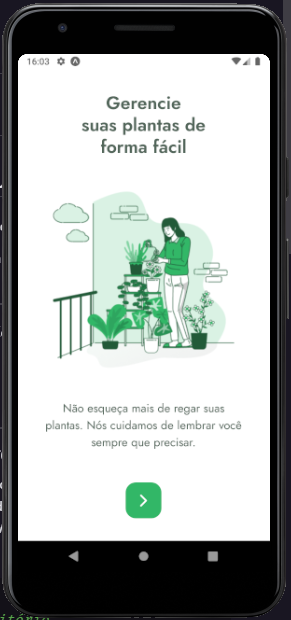 16:03
Gerencie
suas plantas de
forma fácil
Não esqueça mais de regar suas
plantas. Nós cuidamos de lembrar você
sempre que precisar.